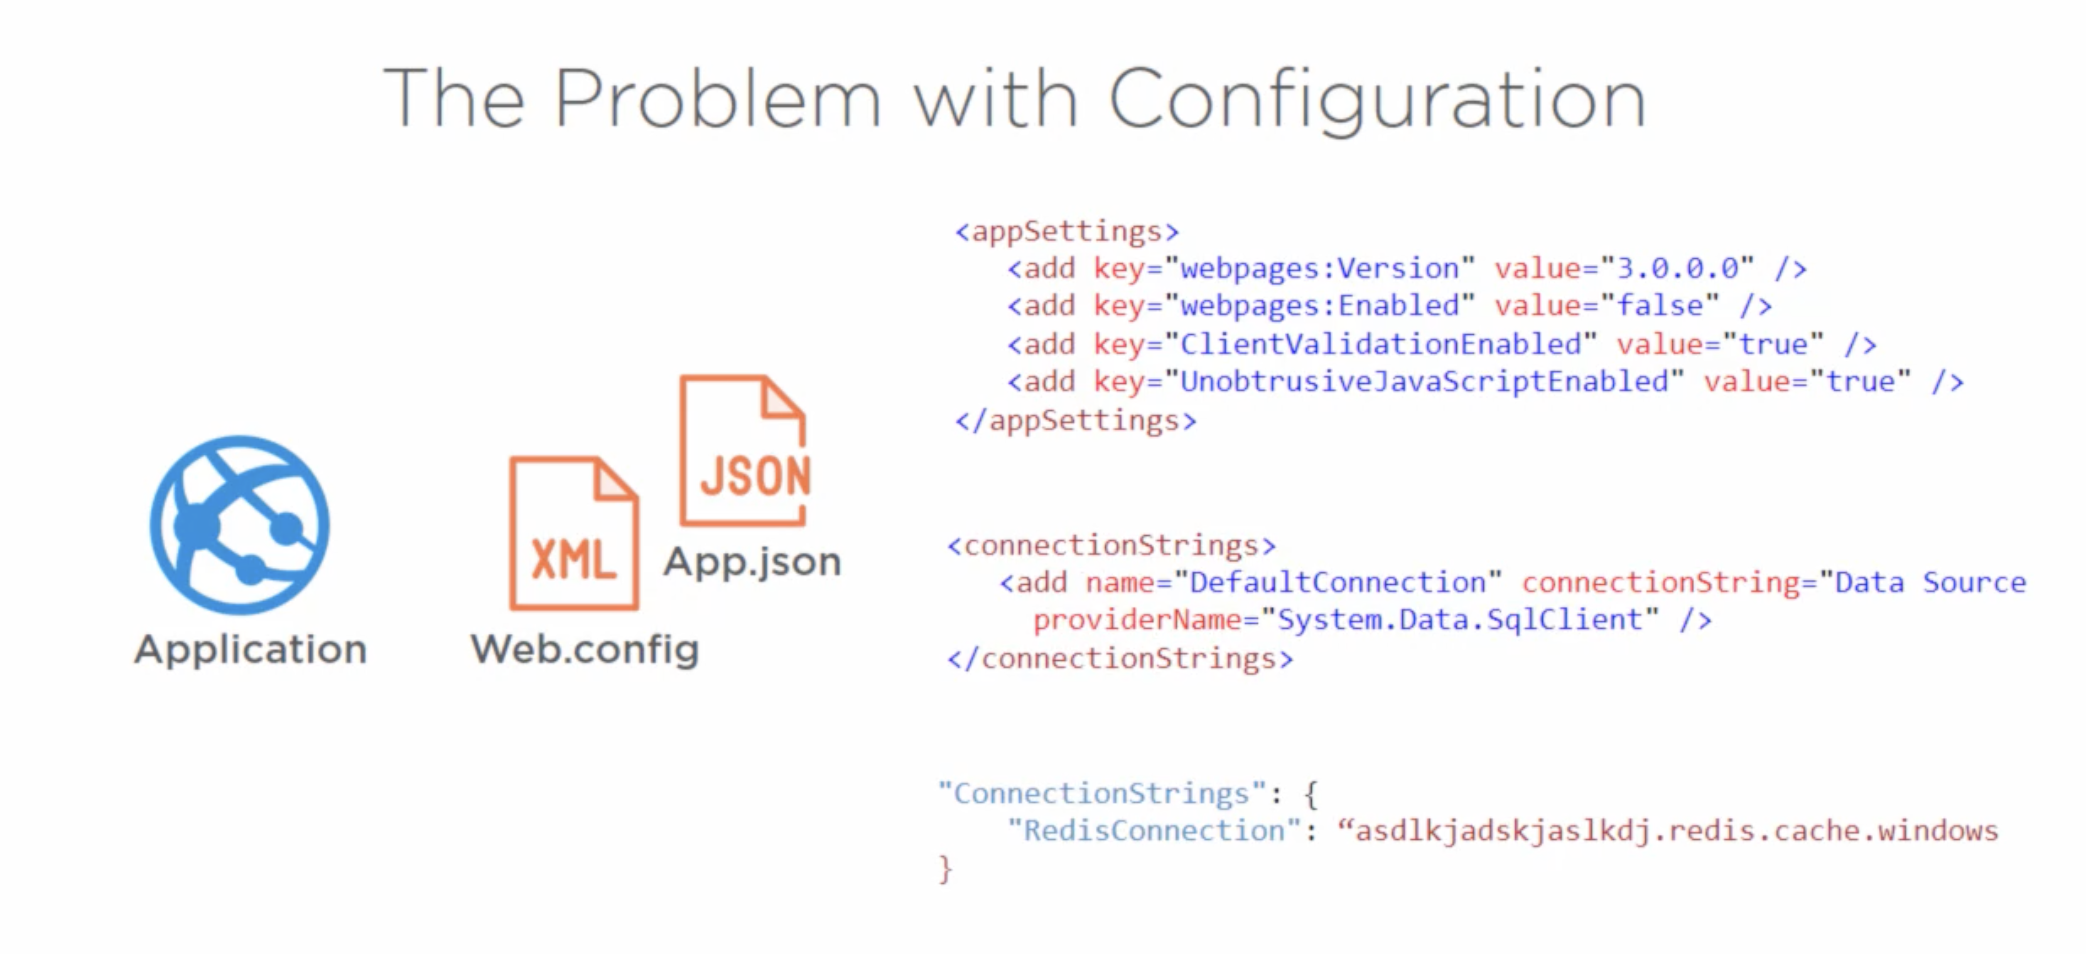 The Problem with Configuration
<appSettings>
<add key="webpages:Version" value="3.0.0.0" />
<add key="webpages:Enabled" value="false" />
<add key="ClientValidationEnabled" value="true" />
<add key="UnobtrusiveJavaScriptEnabled" value="true" />
</appSettings>
JSON
App.json
XML
Web.config
Application
<connectionStrings>
<add name="DefaultConnection" connectionString="Data Source
providerName="System.Data.SqlClient" />
</connectionStrings>
"ConnectionStrings": {
"RedisConnection": “asdlkjadskjaslkdj.redis.cache.windows
}